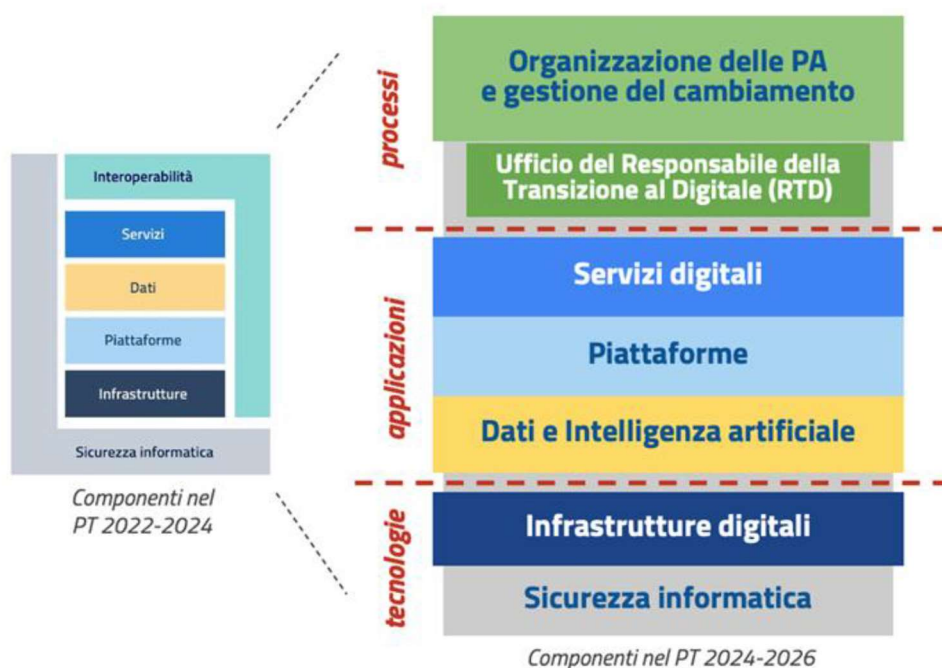 Interoperabilità
Servizi
Dati
Piattaforme
Infrastrutture
Sicurezza informatica
Componenti nel
PT 2022-2024
processi
Organizzazione delle PA
e gestione del cambiamento
Ufficio del Responsabile della
Transizione al Digitale (RTD)
applicazioni
Servizi digitali
Piattaforme
Dati e Intelligenza artificiale
tecnologie
Infrastrutture digitali
Sicurezza informatica
Componenti nel PT 2024-2026